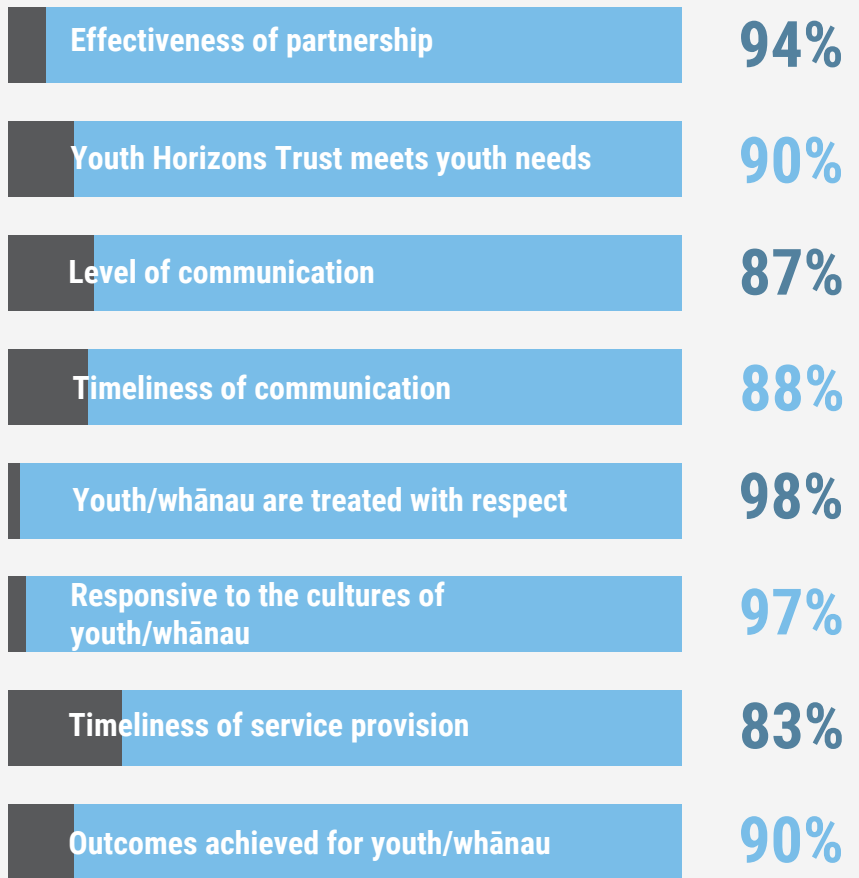 Effectiveness of partnership 94%
Youth Horizons Trust meets youth needs 90%
Level of communication 87%
Timeliness of communication 88%
Youth/whānau are treated with respect 98%
Responsive to the cultures of
youth/whānau 97%
Timeliness of service provision 83%
Outcomes achieved for youth/whānau 90%